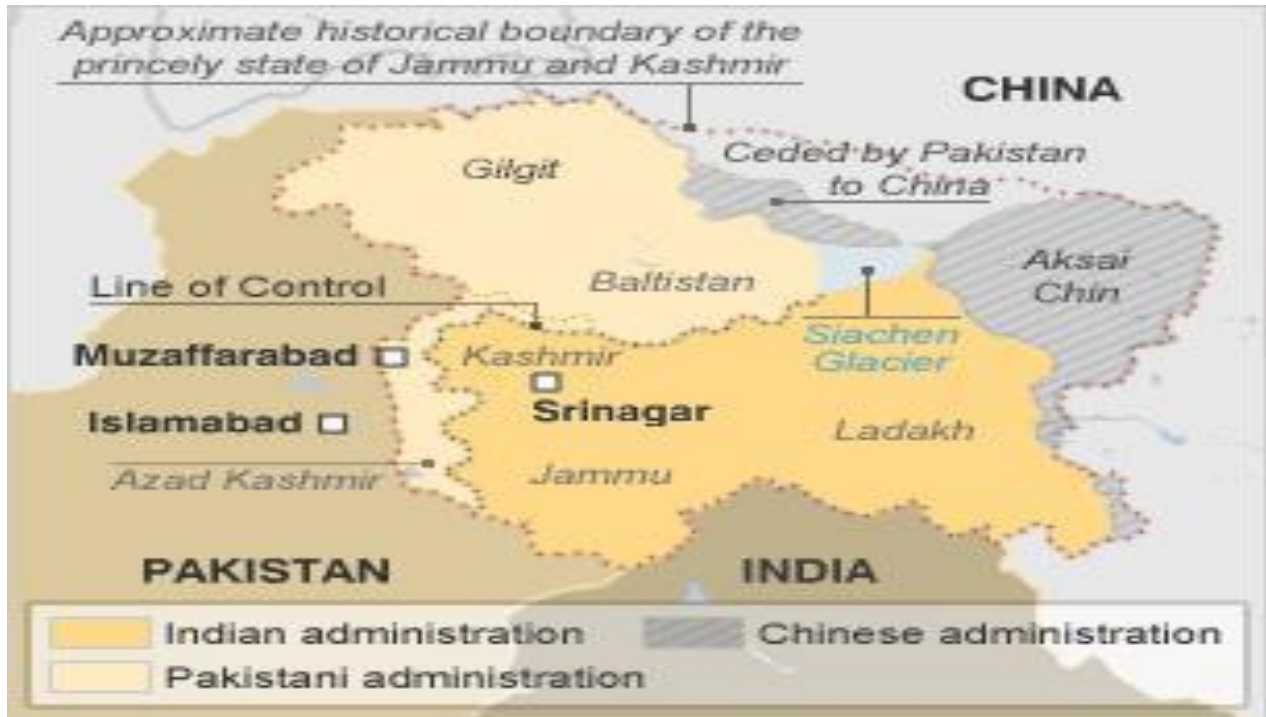 Approximate historical boundary of the
princely state of Jammu and Kashmir
CHINA
Ceded by Pakistan
to China
Gilgit
Aksai
Chin
Baltistan
Line of Control
Siachen
Glacier
Muzaffarabad
Kashmir
Srinagar
Islamabad
Ladakh
Azad Kashmir
Jammu
PAKISTAN
INDIA
Indian administration
Chinese administration
Pakistani administration